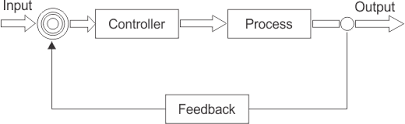 Input
Output
Controller
Process
Feedback